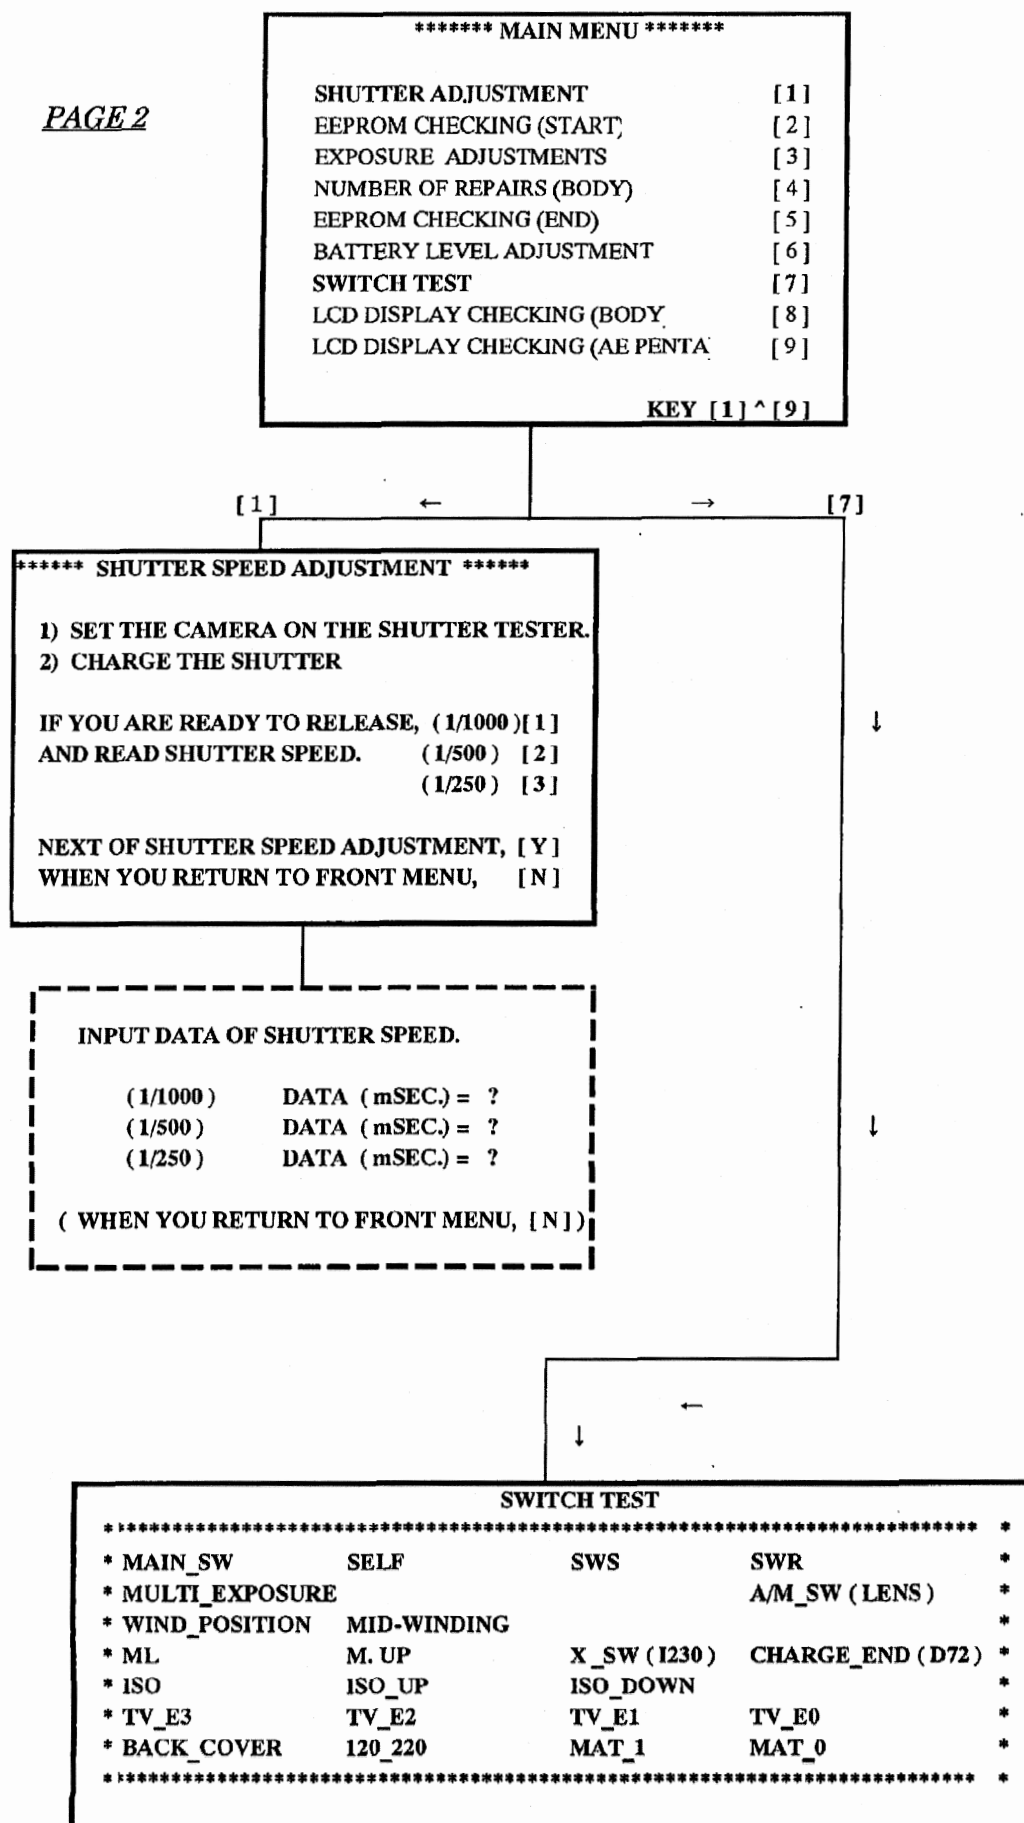 ******* MAIN MENU *******
PAGE 2
SHUTTER ADJUSTMENT [1]
EEPROM CHECKING (START) [2]
EXPOSURE ADJUSTMENTS [3]
NUMBER OF REPAIRS (BODY) [4]
EEPROM CHECKING (END) [5]
BATTERY LEVEL ADJUSTMENT [6]
SWITCH TEST [7]
LCD DISPLAY CHECKING (BODY [8]
LCD DISPLAY CHECKING (AE PENTA [9]
KEY [1]^[9]
[1] ← → [7]
****** SHUTTER SPEED ADJUSTMENT ******
1) SET THE CAMERA ON THE SHUTTER TESTER.
2) CHARGE THE SHUTTER
IF YOU ARE READY TO RELEASE, (1/1000)[1]
AND READ SHUTTER SPEED. (1/500) [2]
(1/250) [3]
NEXT OF SHUTTER SPEED ADJUSTMENT, [Y]
WHEN YOU RETURN TO FRONT MENU, [N]
↓
INPUT DATA OF SHUTTER SPEED.
(1/1000) DATA (mSEC.) = ?
(1/500) DATA (mSEC.) = ?
(1/250) DATA (mSEC.) = ?
( WHEN YOU RETURN TO FRONT MENU, [N])
↓
←
↓
SWITCH TEST
* MAIN_SW SELF SWS SWR *
* MULTI_EXPOSURE A/M_SW (LENS) *
* WIND_POSITION MID-WINDING *
* ML M. UP X_SW (I230) CHARGE_END (D72) *
* ISO ISO_UP ISO_DOWN *
* TV_E3 TV_E2 TV_E1 TV_E0 *
* BACK_COVER 120_220 MAT_1 MAT_0 *